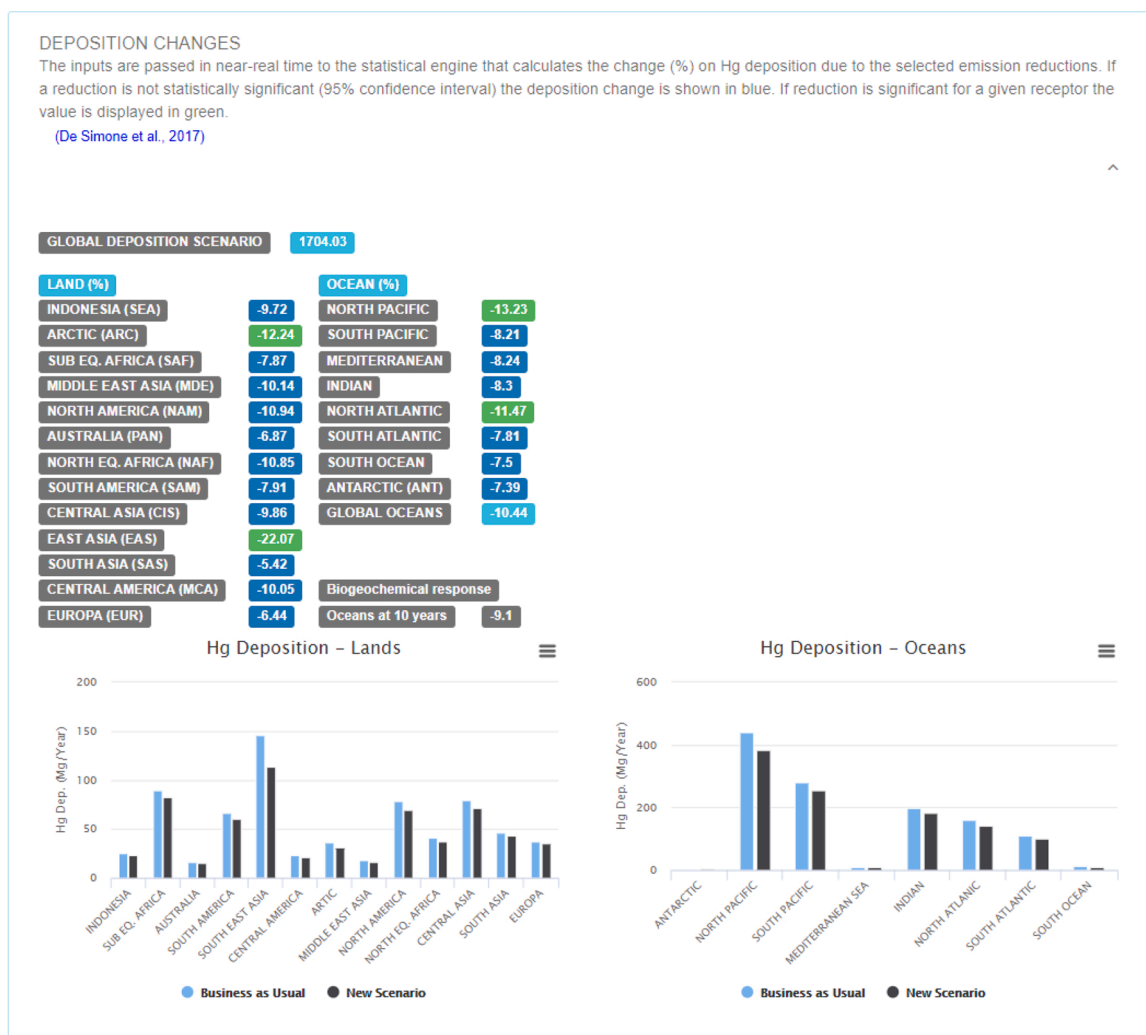 DEPOSITION CHANGES
The inputs are passed in near-real time to the statistical engine that calculates the change (%) on Hg deposition due to the selected emission reductions. If
a reduction is not statistically significant (95% confidence interval) the deposition change is shown in blue. If reduction is significant for a given receptor the
value is displayed in green.
(De Simone et al., 2017)
GLOBAL DEPOSITION SCENARIO 1704.03
LAND (%) OCEAN (%)
INDONESIA (SEA) -9.72 NORTH PACIFIC -13.23
ARCTIC (ARC) -12.24 SOUTH PACIFIC -8.21
SUB EQ. AFRICA (SAF) -7.87 MEDITERRANEAN -8.24
MIDDLE EAST ASIA (MDE) -10.14 INDIAN -8.3
NORTH AMERICA (NAM) -10.94 NORTH ATLANTIC -11.47
AUSTRALIA (PAN) -6.87 SOUTH ATLANTIC -7.81
NORTH EQ. AFRICA (NAF) -10.85 SOUTH OCEAN -7.5
SOUTH AMERICA (SAM) -7.91 ANTARCTIC (ANT) -7.39
CENTRAL ASIA (CIS) -9.86 GLOBAL OCEANS -10.44
EAST ASIA (EAS) -22.07
SOUTH ASIA (SAS) -5.42
CENTRAL AMERICA (MCA) -10.05 Biogeochemical response
EUROPA (EUR) -6.44 Oceans at 10 years -9.1
Hg Deposition – Lands
Hg Dep. (Mg/Year)
200
150
100
50
0
INDONESIA
SUB EQ. AFRICA
AUSTRALIA
SOUTH AMERICA
SOUTH EAST ASIA
CENTRAL AMERICA
ARTIC
MIDDLE EAST ASIA
NORTH AMERICA
NORTH EQ. AFRICA
CENTRAL ASIA
SOUTH ASIA
EUROPA
Business as Usual New Scenario
Hg Deposition – Oceans
Hg Dep. (Mg/Year)
600
400
200
0
ANTARCTIC
NORTH PACIFIC
SOUTH PACIFIC
MEDITERRANEAN SEA
INDIAN
NORTH ATLANIC
SOUTH ATLANTIC
SOUTH OCEAN
Business as Usual New Scenario